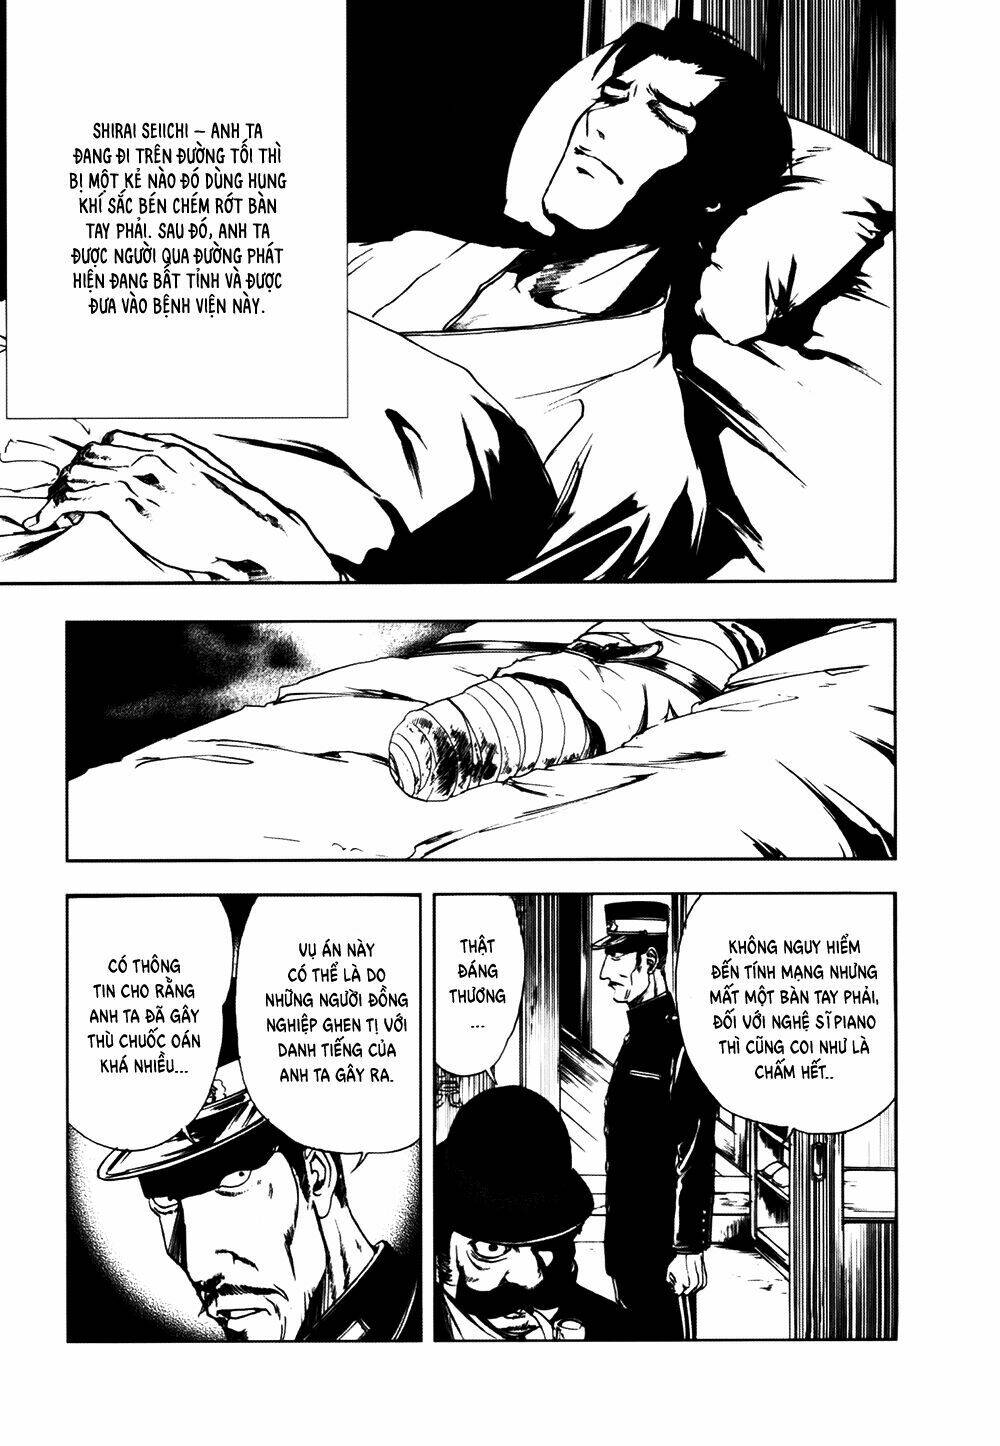 SHIRAI SEIICHI – ANH TA
ĐANG ĐI TRÊN ĐƯỜNG TỐI THÌ
BỊ MỘT KẺ NÀO ĐÓ DÙNG HUNG
KHÍ SẮC BÉN CHÉM RỚT BÀN
TAY PHẢI. SAU ĐÓ, ANH TA
ĐƯỢC NGƯỜI QUA ĐƯỜNG PHÁT
HIỆN ĐANG BẤT TỈNH VÀ ĐƯỢC
ĐƯA VÀO BỆNH VIỆN NÀY.
KHÔNG NGUY HIỂM
ĐẾN TÍNH MẠNG NHƯNG
MẤT MỘT BÀN TAY PHẢI,
ĐỐI VỚI NGHỆ SĨ PIANO
THÌ CŨNG COI NHƯ LÀ
CHẤM HẾT..
THẬT
ĐÁNG
THƯƠNG
...
VỤ ÁN NÀY
CÓ THỂ LÀ DO
NHỮNG NGƯỜI ĐỒNG
NGHIỆP GHEN TỊ VỚI
DANH TIẾNG CỦA
ANH TA GÂY RA.
CÓ THÔNG
TIN CHO RẰNG
ANH TA ĐÃ GÂY
THÙ CHUỐC OÁN
KHÁ NHIỀU...